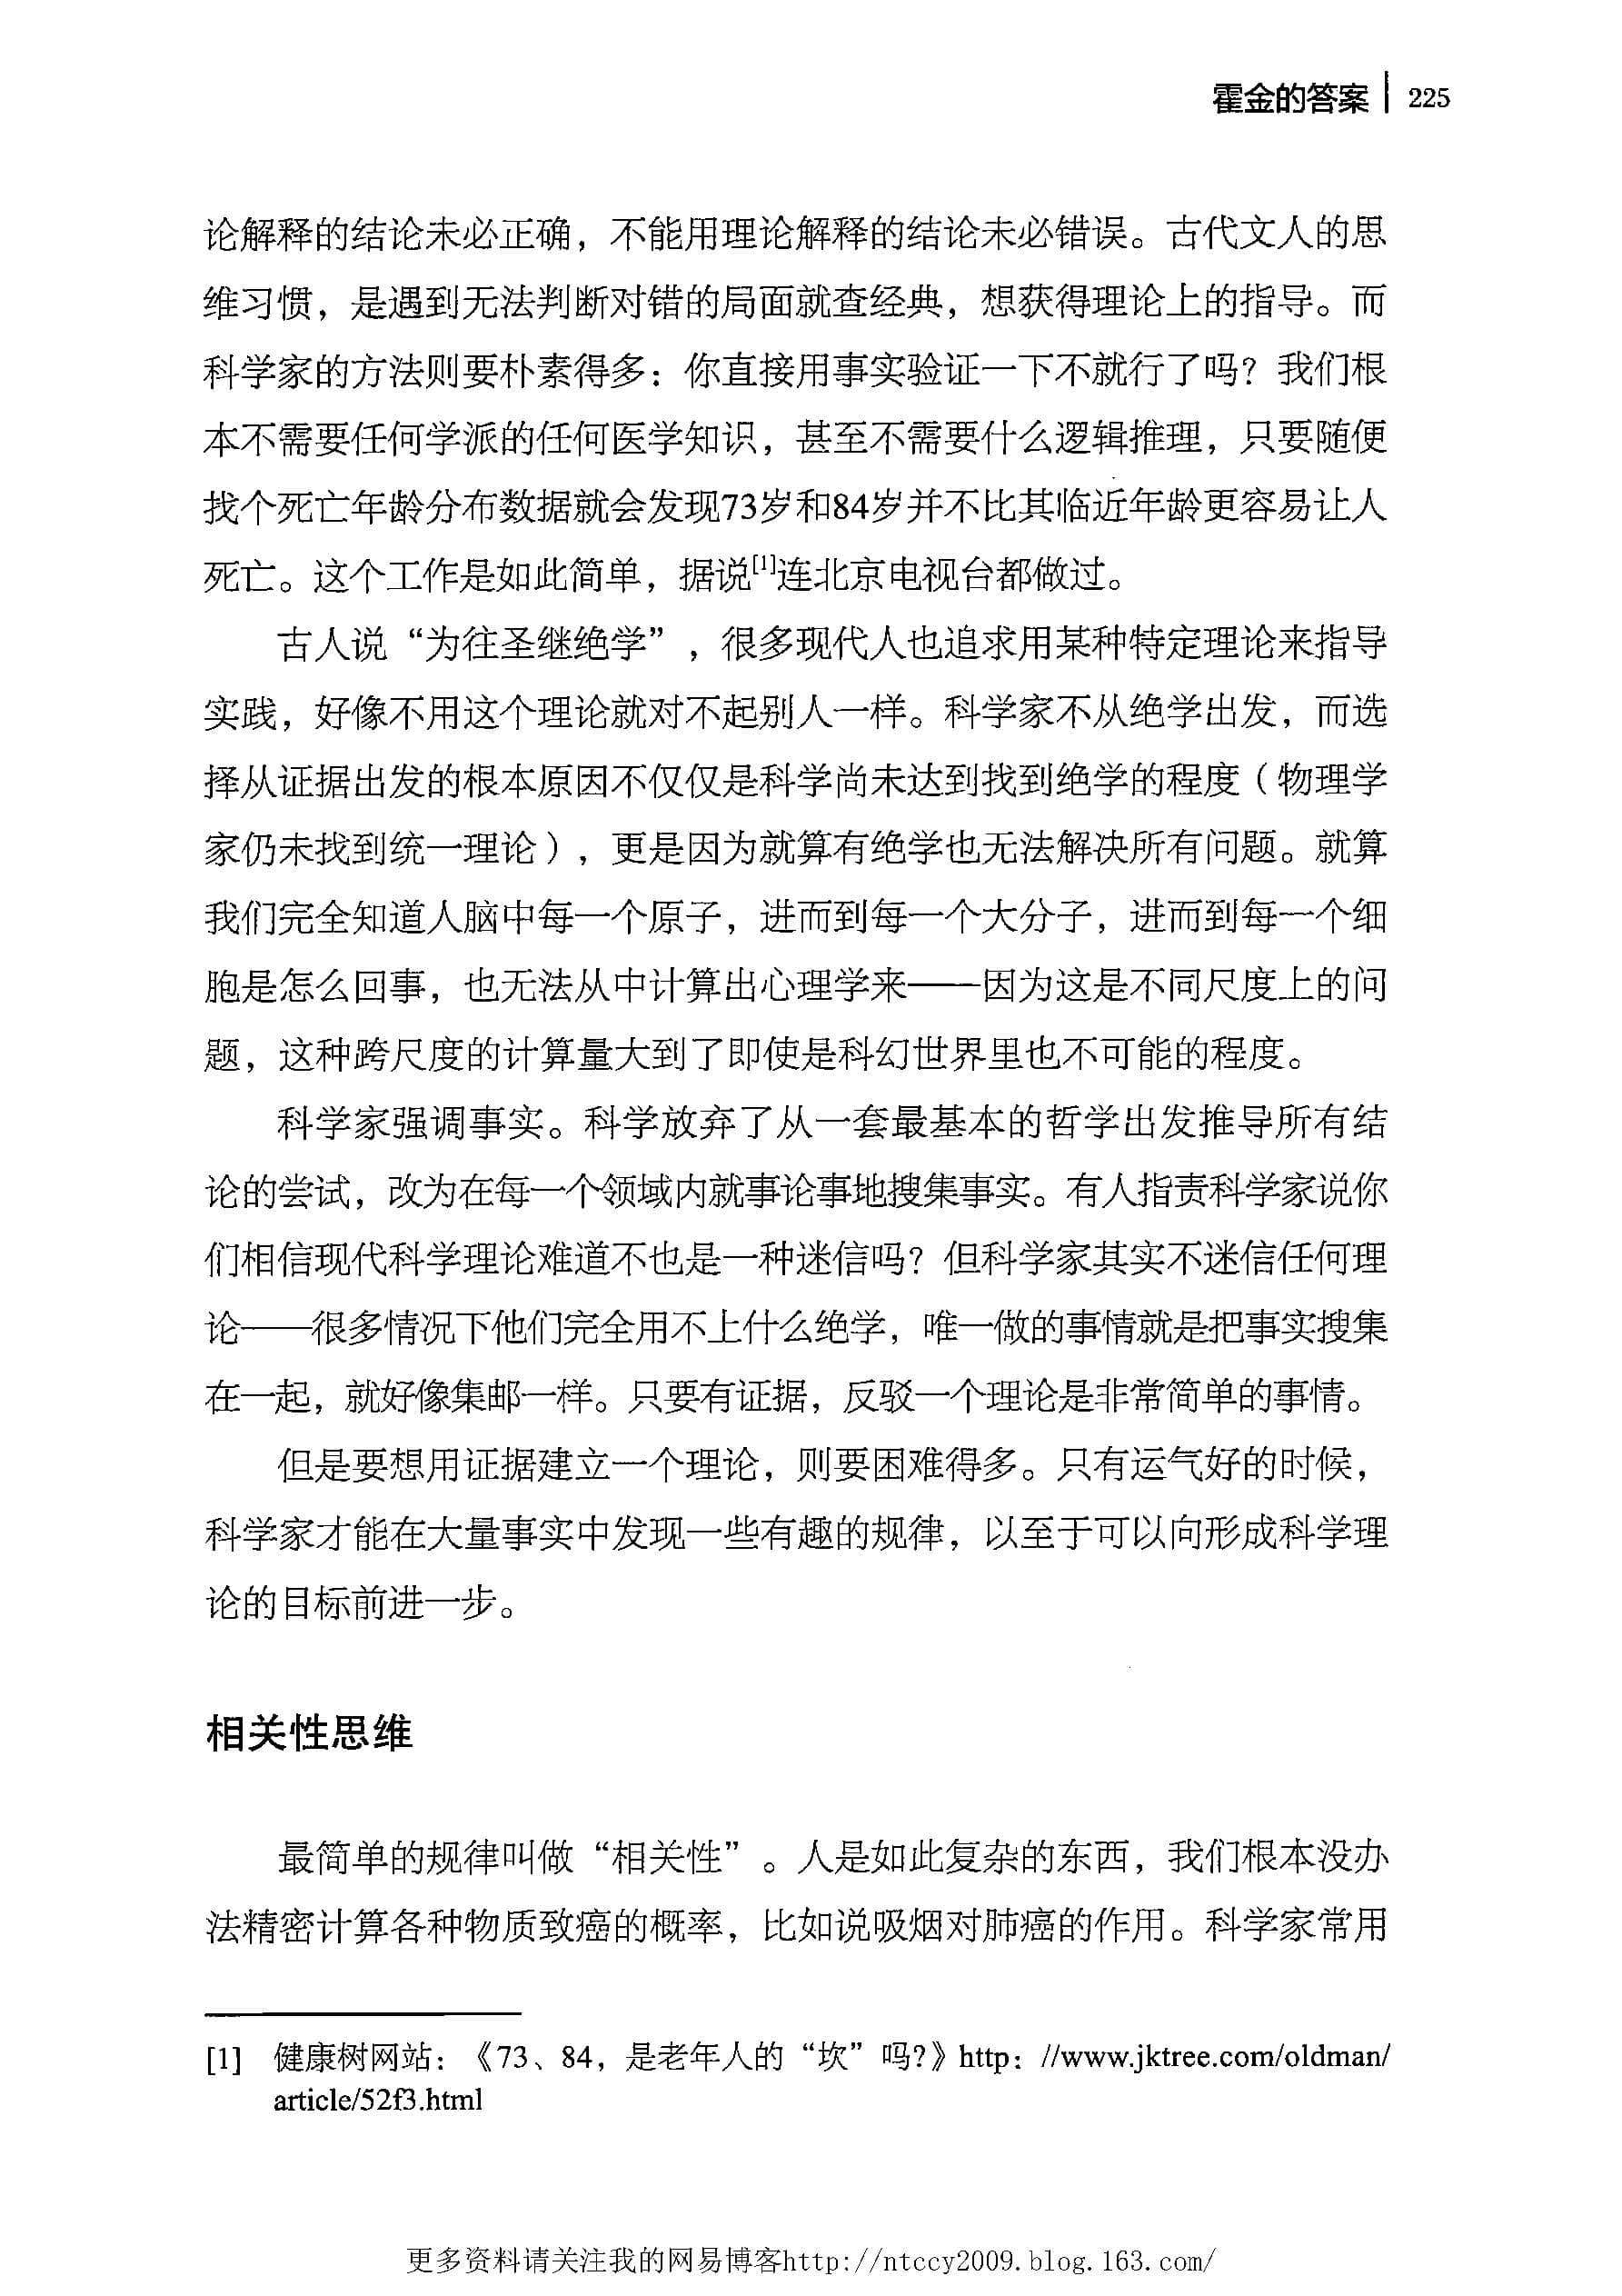 霍金的答案 | 225
论解释的结论未必正确，不能用理论解释的结论未必错误。古代文人的思
维习惯，是遇到无法判断对错的局面就查经典，想获得理论上的指导。而
科学家的方法则要朴素得多：你直接用事实验证一下不就行了吗？我们根
本不需要任何学派的任何医学知识，甚至不需要什么逻辑推理，只要随便
找个死亡年龄分布数据就会发现73岁和84岁并不比其临近年龄更容易让人
死亡。这个工作是如此简单，据说[1]连北京电视台都做过。
古人说“为往圣继绝学”，很多现代人也追求用某种特定理论来指导
实践，好像不用这个理论就对不起别人一样。科学家不从绝学出发，而选
择从证据出发的根本原因不仅仅是科学尚未达到找到绝学的程度（物理学
家仍未找到统一理论），更是因为就算有绝学也无法解决所有问题。就算
我们完全知道人脑中每一个原子，进而到每一个大分子，进而到每一个细
胞是怎么回事，也无法从中计算出心理学来——因为这是不同尺度上的问
题，这种跨尺度的计算量大到了即使是科幻世界里也不可能的程度。
科学家强调事实。科学放弃了从一套最基本的哲学出发推导所有结
论的尝试，改为在每一个领域内就事论事地搜集事实。有人指责科学家说你
们相信现代科学理论难道不也是一种迷信吗？但科学家其实不迷信任何理
论——很多情况下他们完全用不上什么绝学，唯一做的事情就是把事实搜集
在一起，就好像集邮一样。只要有证据，反驳一个理论是非常简单的事情。
但是要想用证据建立一个理论，则要困难得多。只有运气好的时候，
科学家才能在大量事实中发现一些有趣的规律，以至于可以向形成科学理
论的目标前进一步。
相关性思维
最简单的规律叫做“相关性”。人是如此复杂的东西，我们根本没办
法精密计算各种物质致癌的概率，比如说吸烟对肺癌的作用。科学家常用
[1] 健康树网站：《73、84，是老年人的“坎”吗?》http：//www.jktree.com/oldman/
article/52f3.html
更多资料请关注我的网易博客http://ntccy2009.blog.163.com/